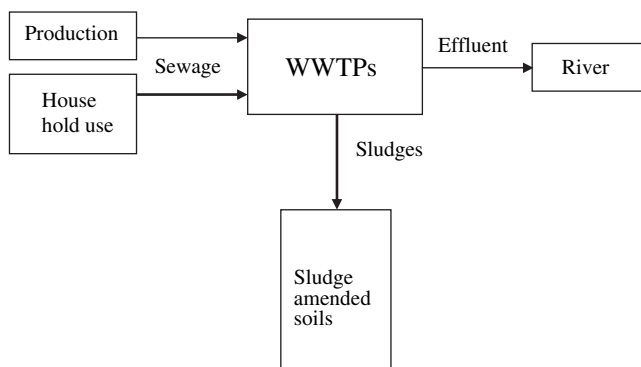 Production
Sewage
House
hold use
WWTPs
Effluent
River
Sludges
Sludge
amended
soils